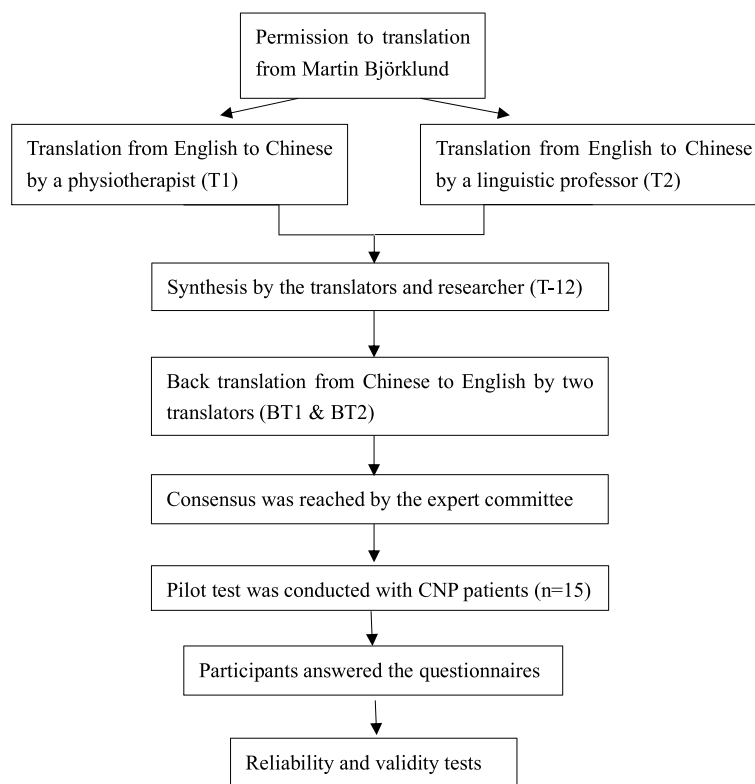 Permission to translation
from Martin Björklund
Translation from English to Chinese
by a physiotherapist (T1)
Translation from English to Chinese
by a linguistic professor (T2)
Synthesis by the translators and researcher (T-12)
Back translation from Chinese to English by two
translators (BT1 & BT2)
Consensus was reached by the expert committee
Pilot test was conducted with CNP patients (n=15)
Participants answered the questionnaires
Reliability and validity tests